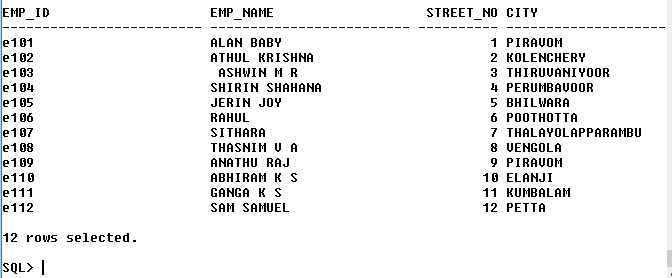 EMP_ID EMP_NAME STREET_NO CITY
e101 ALAN BABY 1 PIRAVOM
e102 ATHUL KRISHNA 2 KOLENCHERY
e103 ASHWIN M R 3 THIRUVANIYOOR
e104 SHIRIN SHAHANA 4 PERUMBAVOOR
e105 JERIN JOY 5 BHILWARA
e106 RAHUL 6 POOTHOTTA
e107 SITHARA 7 THALAYOLAPPARAMBU
e108 THASNIM V A 8 VENGOLA
e109 ANATHU RAJ 9 PIRAVOM
e110 ABHIRAM K S 10 ELANJI
e111 GANGA K S 11 KUMBALAM
e112 SAM SAMUEL 12 PETTA
12 rows selected.
SQL>